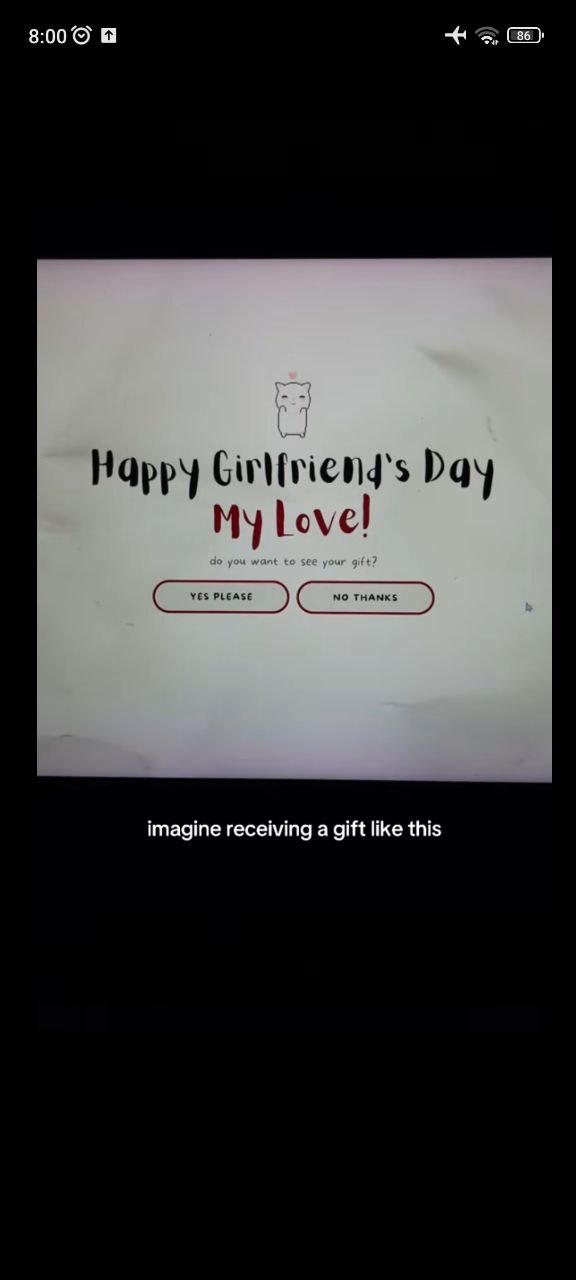 8:00
86
Happy Girlfriend's Day
My Love!
do you want to see your gift?
YES PLEASE
NO THANKS
imagine receiving a gift like this